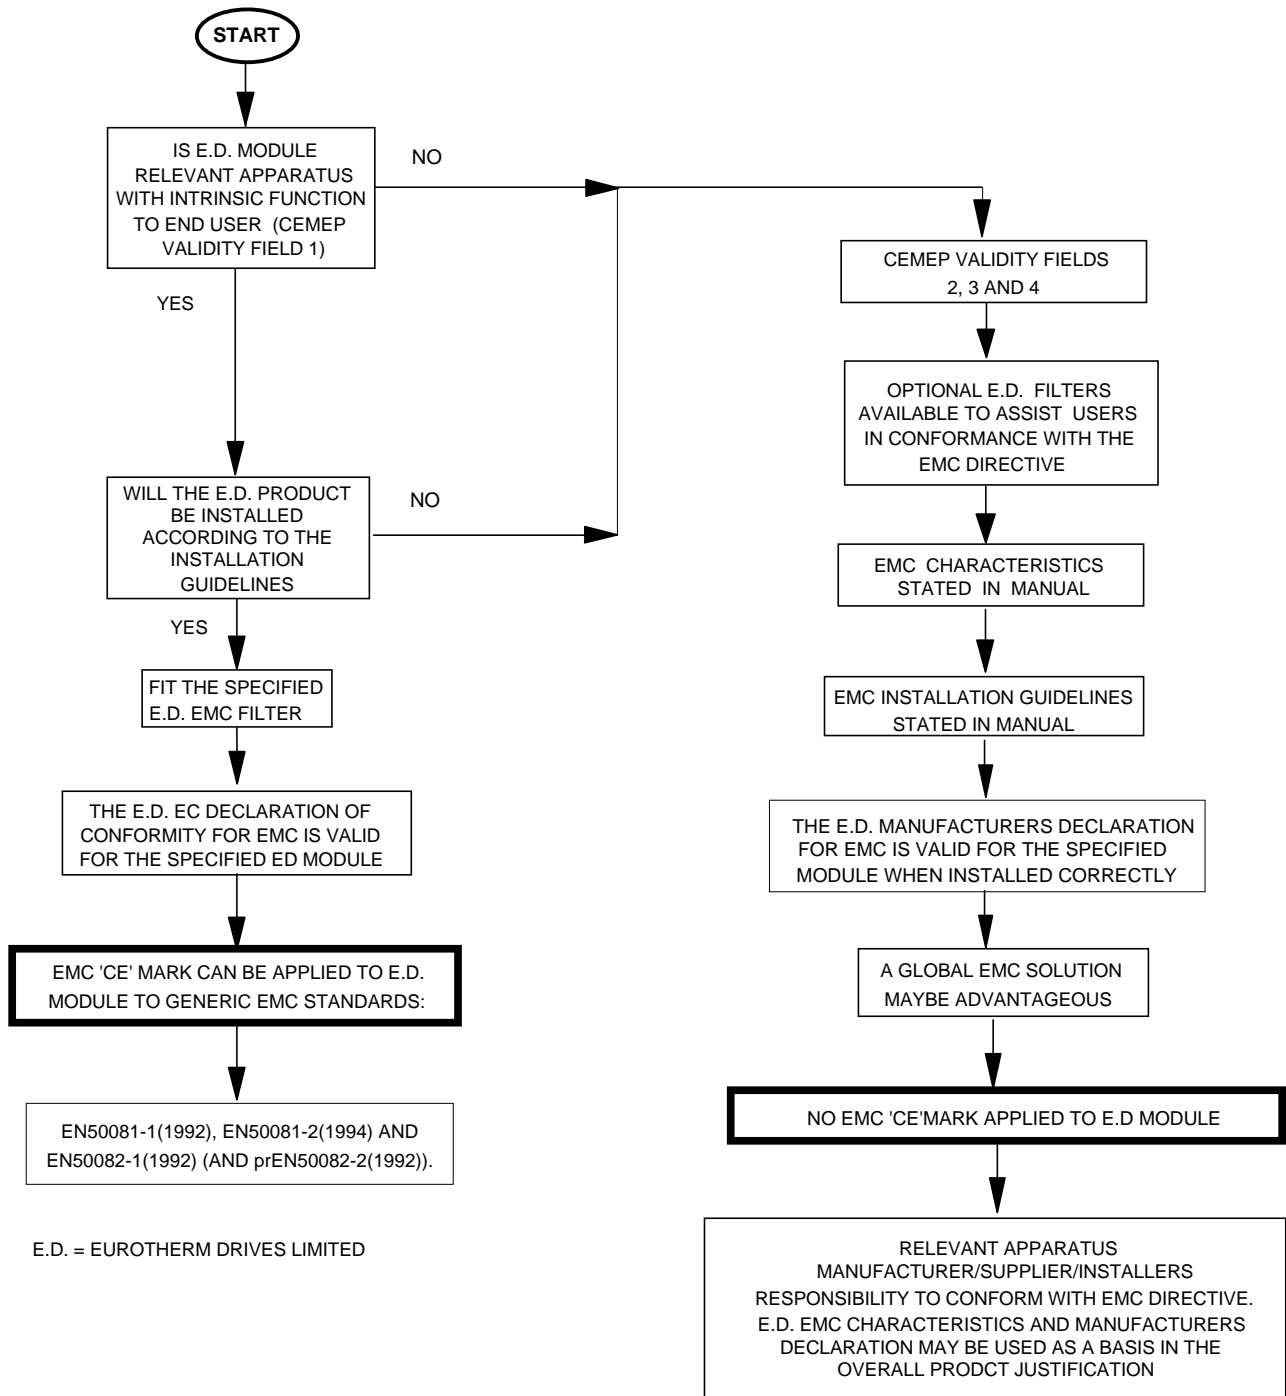 START
IS E.D. MODULE
RELEVANT APPARATUS
WITH INTRINSIC FUNCTION
TO END USER (CEMEP
VALIDITY FIELD 1)
NO
YES
WILL THE E.D. PRODUCT
BE INSTALLED
ACCORDING TO THE
INSTALLATION
GUIDELINES
NO
YES
FIT THE SPECIFIED
E.D. EMC FILTER
THE E.D. EC DECLARATION OF
CONFORMITY FOR EMC IS VALID
FOR THE SPECIFIED ED MODULE
EMC 'CE' MARK CAN BE APPLIED TO E.D.
MODULE TO GENERIC EMC STANDARDS:
EN50081-1(1992), EN50081-2(1994) AND
EN50082-1(1992) (AND prEN50082-2(1992)).
E.D. = EUROTHERM DRIVES LIMITED
CEMEP VALIDITY FIELDS
2, 3 AND 4
OPTIONAL E.D. FILTERS
AVAILABLE TO ASSIST USERS
IN CONFORMANCE WITH THE
EMC DIRECTIVE
EMC CHARACTERISTICS
STATED IN MANUAL
EMC INSTALLATION GUIDELINES
STATED IN MANUAL
THE E.D. MANUFACTURERS DECLARATION
FOR EMC IS VALID FOR THE SPECIFIED
MODULE WHEN INSTALLED CORRECTLY
A GLOBAL EMC SOLUTION
MAYBE ADVANTAGEOUS
NO EMC 'CE'MARK APPLIED TO E.D MODULE
RELEVANT APPARATUS
MANUFACTURER/SUPPLIER/INSTALLERS
RESPONSIBILITY TO CONFORM WITH EMC DIRECTIVE.
E.D. EMC CHARACTERISTICS AND MANUFACTURERS
DECLARATION MAY BE USED AS A BASIS IN THE
OVERALL PRODCT JUSTIFICATION